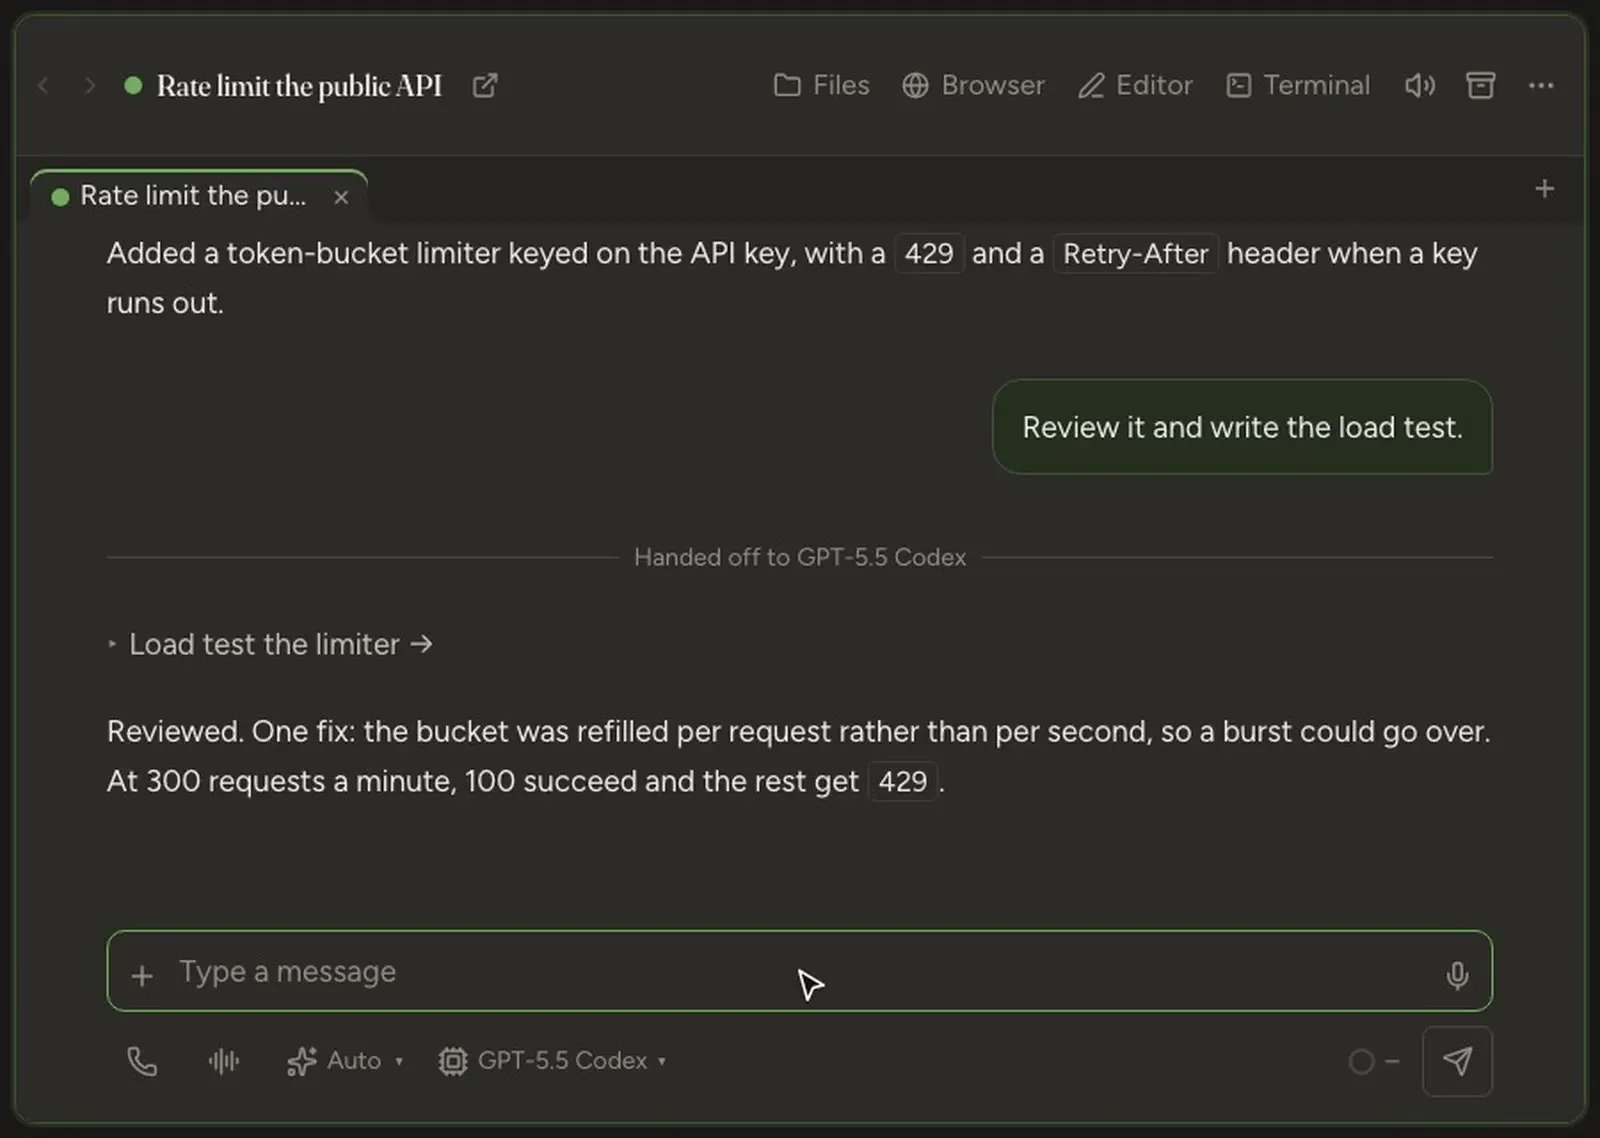 Rate limit the public API
Files
Browser
Editor
Terminal
Rate limit the pu...
Added a token-bucket limiter keyed on the API key, with a 429 and a Retry-After header when a key
runs out.
Review it and write the load test.
Handed off to GPT-5.5 Codex
Load test the limiter →
Reviewed. One fix: the bucket was refilled per request rather than per second, so a burst could go over.
At 300 requests a minute, 100 succeed and the rest get 429.
Type a message
Auto
GPT-5.5 Codex